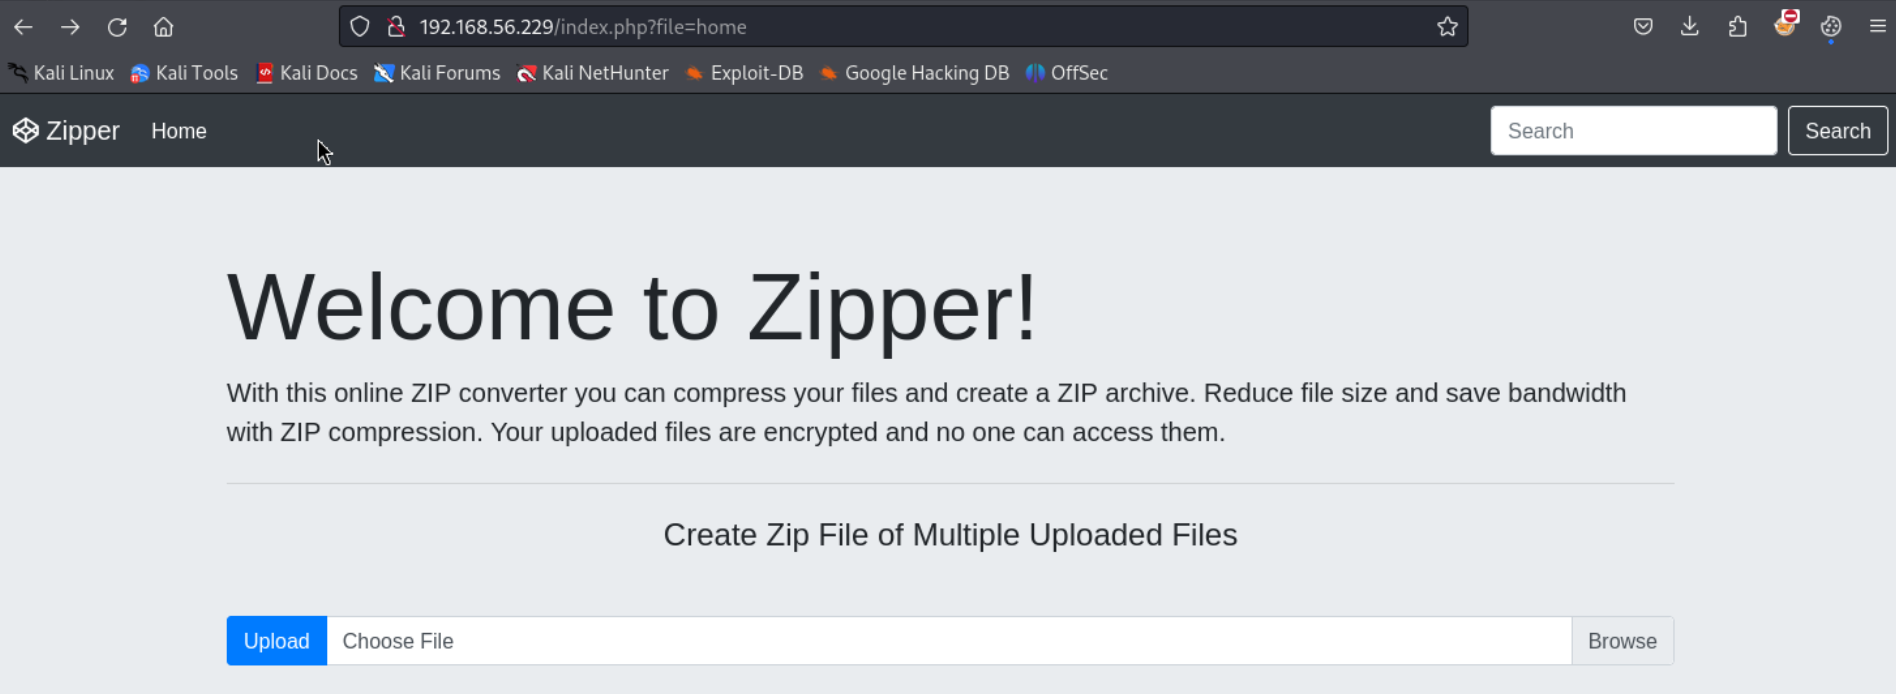 192.168.56.229/index.php?file=home
Kali Linux Kali Tools Kali Docs Kali Forums Kali NetHunter Exploit-DB Google Hacking DB OffSec
Zipper Home Search Search
Welcome to Zipper!
With this online ZIP converter you can compress your files and create a ZIP archive. Reduce file size and save bandwidth
with ZIP compression. Your uploaded files are encrypted and no one can access them.
Create Zip File of Multiple Uploaded Files
Upload Choose File Browse